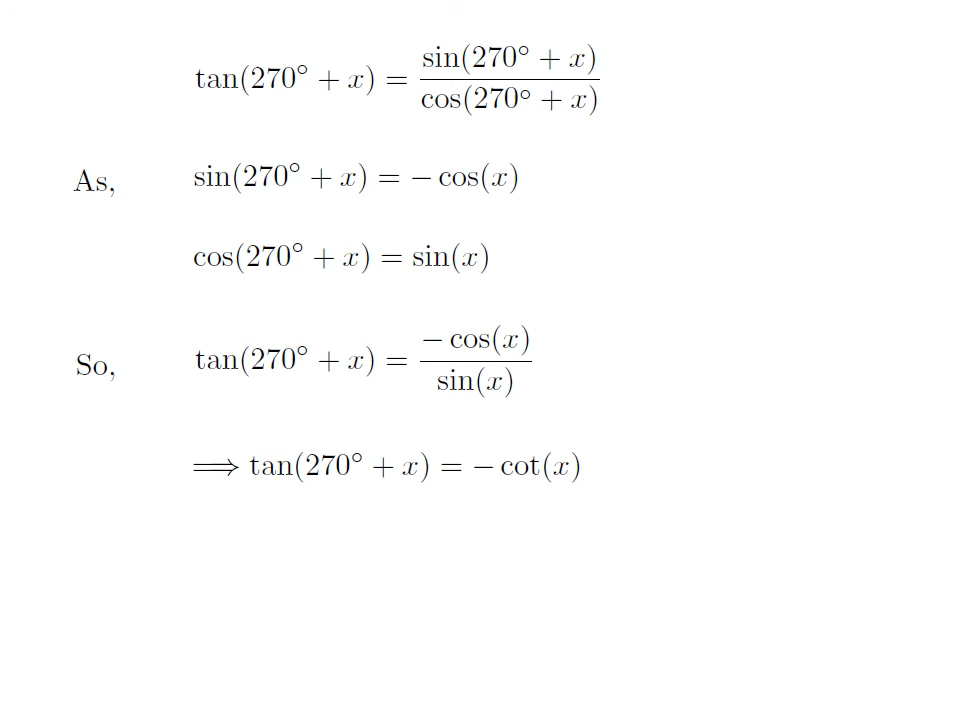 tan(270° + x) = sin(270° + x) / cos(270° + x)
As, sin(270° + x) = − cos(x)
cos(270° + x) = sin(x)
So, tan(270° + x) = − cos(x) / sin(x)
⟹ tan(270° + x) = − cot(x)